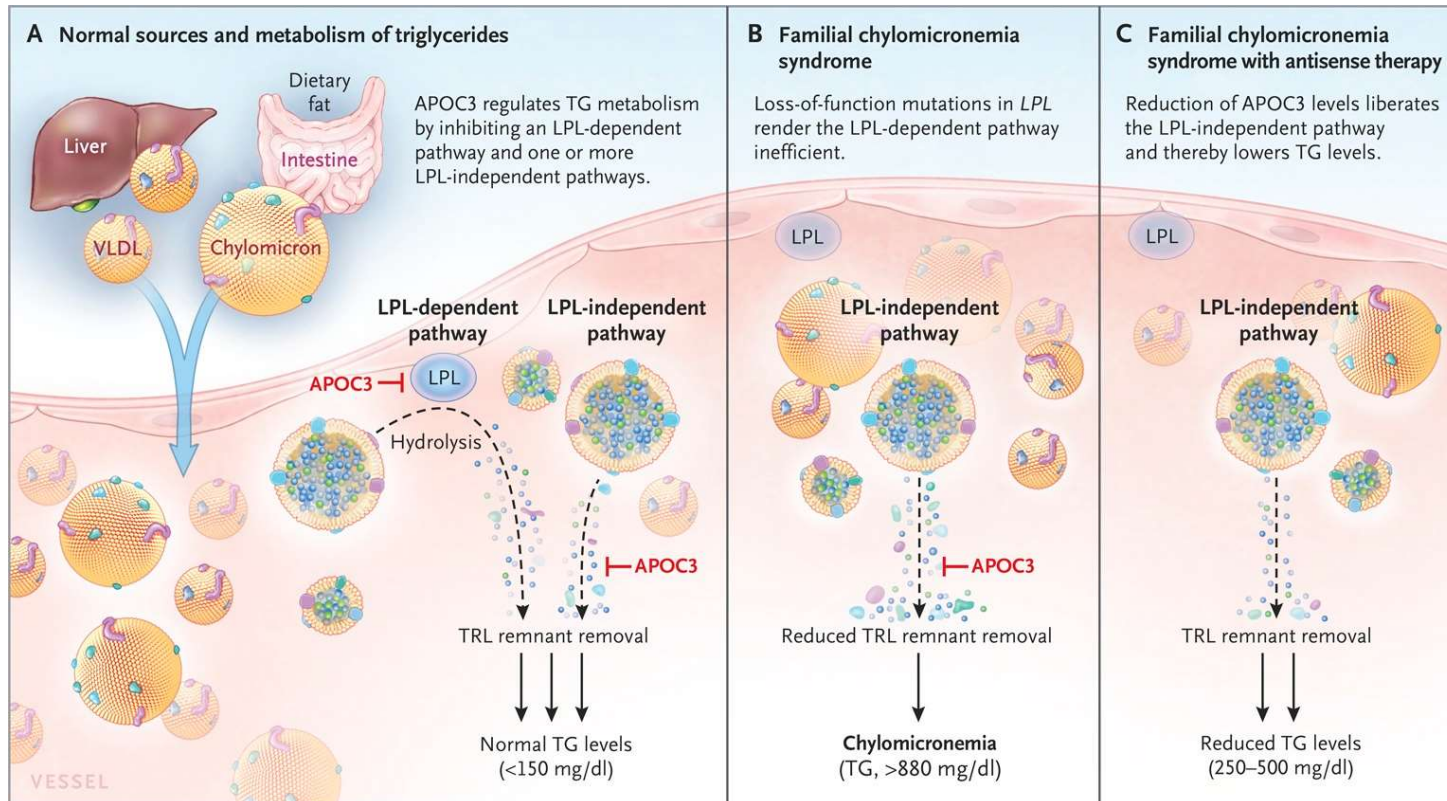 A Normal sources and metabolism of triglycerides
Dietary
fat
Liver
Intestine
VLDL
Chylomicron
APOC3 regulates TG metabolism
by inhibiting an LPL-dependent
pathway and one or more
LPL-independent pathways.
LPL-dependent
pathway
LPL-independent
pathway
APOC3
LPL
Hydrolysis
APOC3
TRL remnant removal
Normal TG levels
(<150 mg/dl)
VESSEL
B Familial chylomicronemia
syndrome
Loss-of-function mutations in LPL
render the LPL-dependent pathway
inefficient.
LPL
LPL-independent
pathway
APOC3
Reduced TRL remnant removal
Chylomicronemia
(TG, >880 mg/dl)
C Familial chylomicronemia
syndrome with antisense therapy
Reduction of APOC3 levels liberates
the LPL-independent pathway
and thereby lowers TG levels.
LPL
LPL-independent
pathway
TRL remnant removal
Reduced TG levels
(250–500 mg/dl)